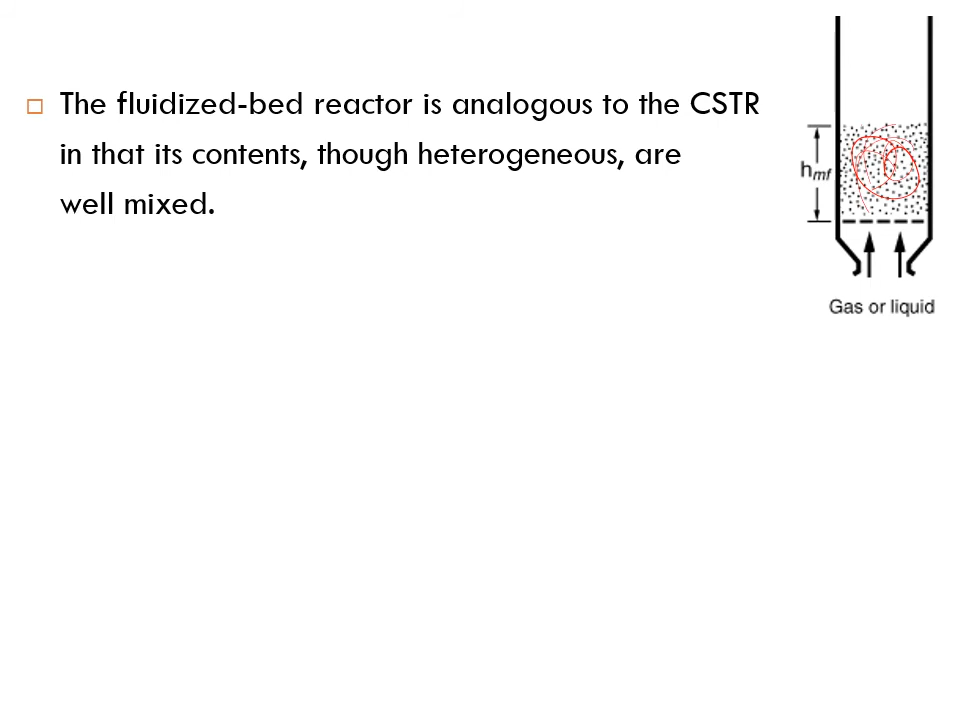 The fluidized-bed reactor is analogous to the CSTR
in that its contents, though heterogeneous, are
well mixed.
hmf
Gas or liquid